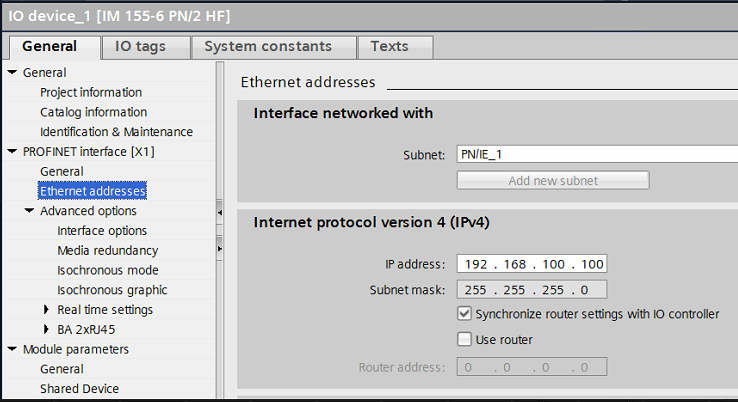 IO device_1 [IM 155-6 PN/2 HF]
General IO tags System constants Texts
General
Project information
Catalog information
Identification & Maintenance
PROFINET interface [X1]
General
Ethernet addresses
Advanced options
Interface options
Media redundancy
Isochronous mode
Isochronous graphic
Real time settings
BA 2xRJ45
Module parameters
General
Shared Device
Ethernet addresses
Interface networked with
Subnet: PN/IE_1
Add new subnet
Internet protocol version 4 (IPv4)
IP address: 192 . 168 . 100 . 100
Subnet mask: 255 . 255 . 255 . 0
Synchronize router settings with IO controller
Use router
Router address: 0 . 0 . 0 . 0